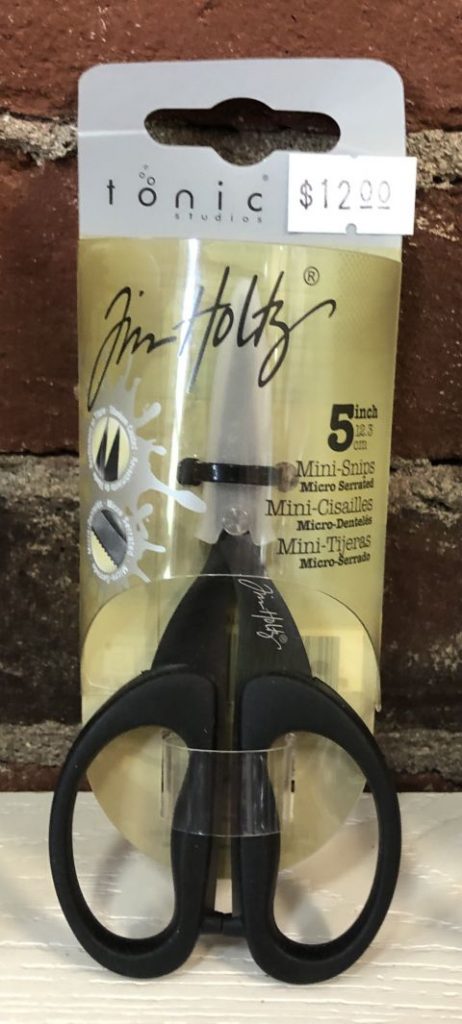 tonic®
studios
$12.00
Tim Holtz®
5 inch
12.3 cm
Mini-Snips
Micro Serrated
Mini-Cisailles
Micro-Dentelés
Mini-Tijeras
Micro-Serrado
Tim Holtz®